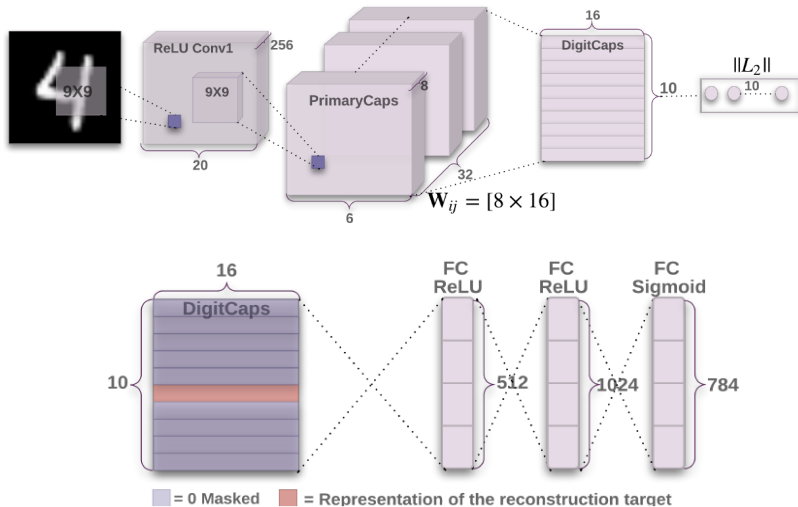 16
ReLU Conv1
256
DigitCaps
9X9
9X9
8
PrimaryCaps
10
‖L₂‖
10
20
32
6
W_ij = [8 × 16]
16
DigitCaps
10
FC
ReLU
512
FC
ReLU
1024
FC
Sigmoid
784
= 0 Masked
= Representation of the reconstruction target